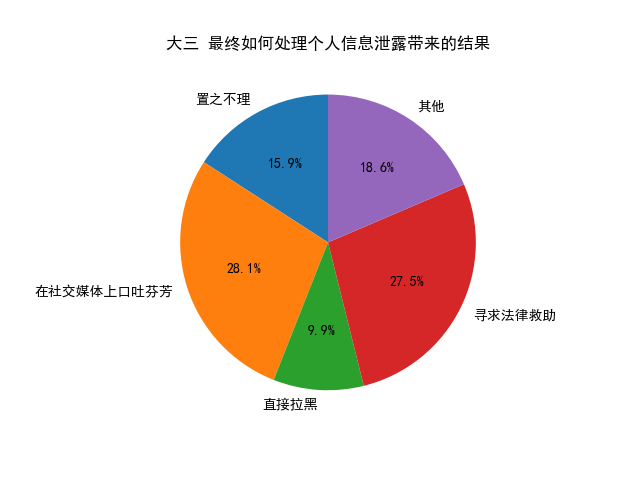 大三 最终如何处理个人信息泄露带来的结果
置之不理
其他
15.9%
18.6%
28.1%
27.5%
在社交媒体上口吐芬芳
寻求法律救助
9.9%
直接拉黑